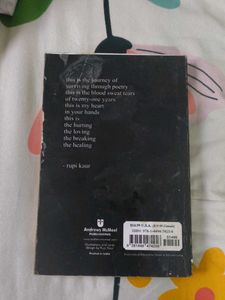 this is the journey of
surviving through poetry
this is the blood sweat tears
of twenty-one years
this is my heart
in your hands
this is
the hurting
the loving
the breaking
the healing
- rupi kaur
Andrews McMeel
PUBLISHING